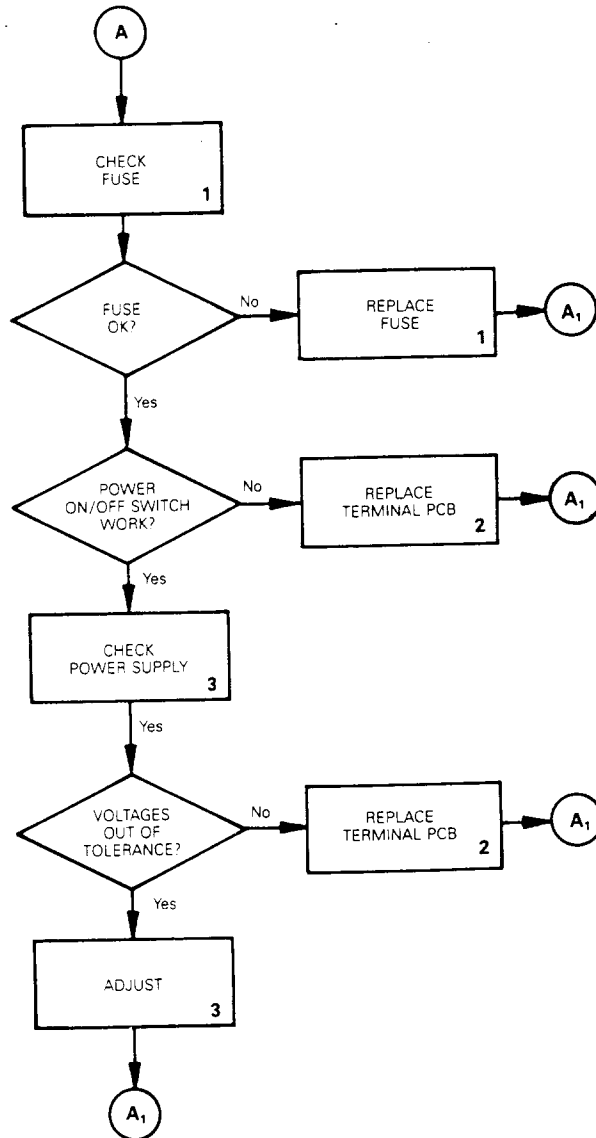 A
CHECK
FUSE
1
FUSE
OK?
No
REPLACE
FUSE
1
A₁
Yes
POWER
ON/OFF SWITCH
WORK?
No
REPLACE
TERMINAL PCB
2
A₁
Yes
CHECK
POWER SUPPLY
3
Yes
VOLTAGES
OUT OF
TOLERANCE?
No
REPLACE
TERMINAL PCB
2
A₁
Yes
ADJUST
3
A₁